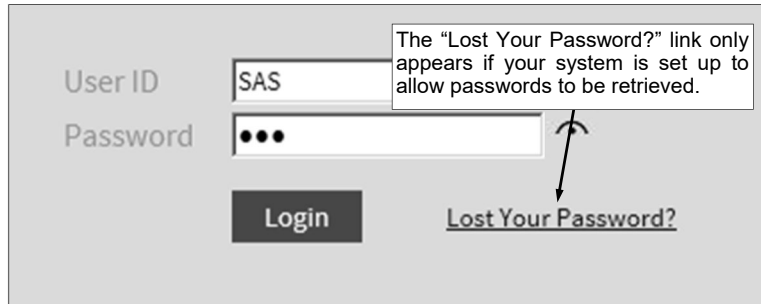 The “Lost Your Password?” link only
appears if your system is set up to
allow passwords to be retrieved.
User ID
SAS
Password
●●●
Login
Lost Your Password?